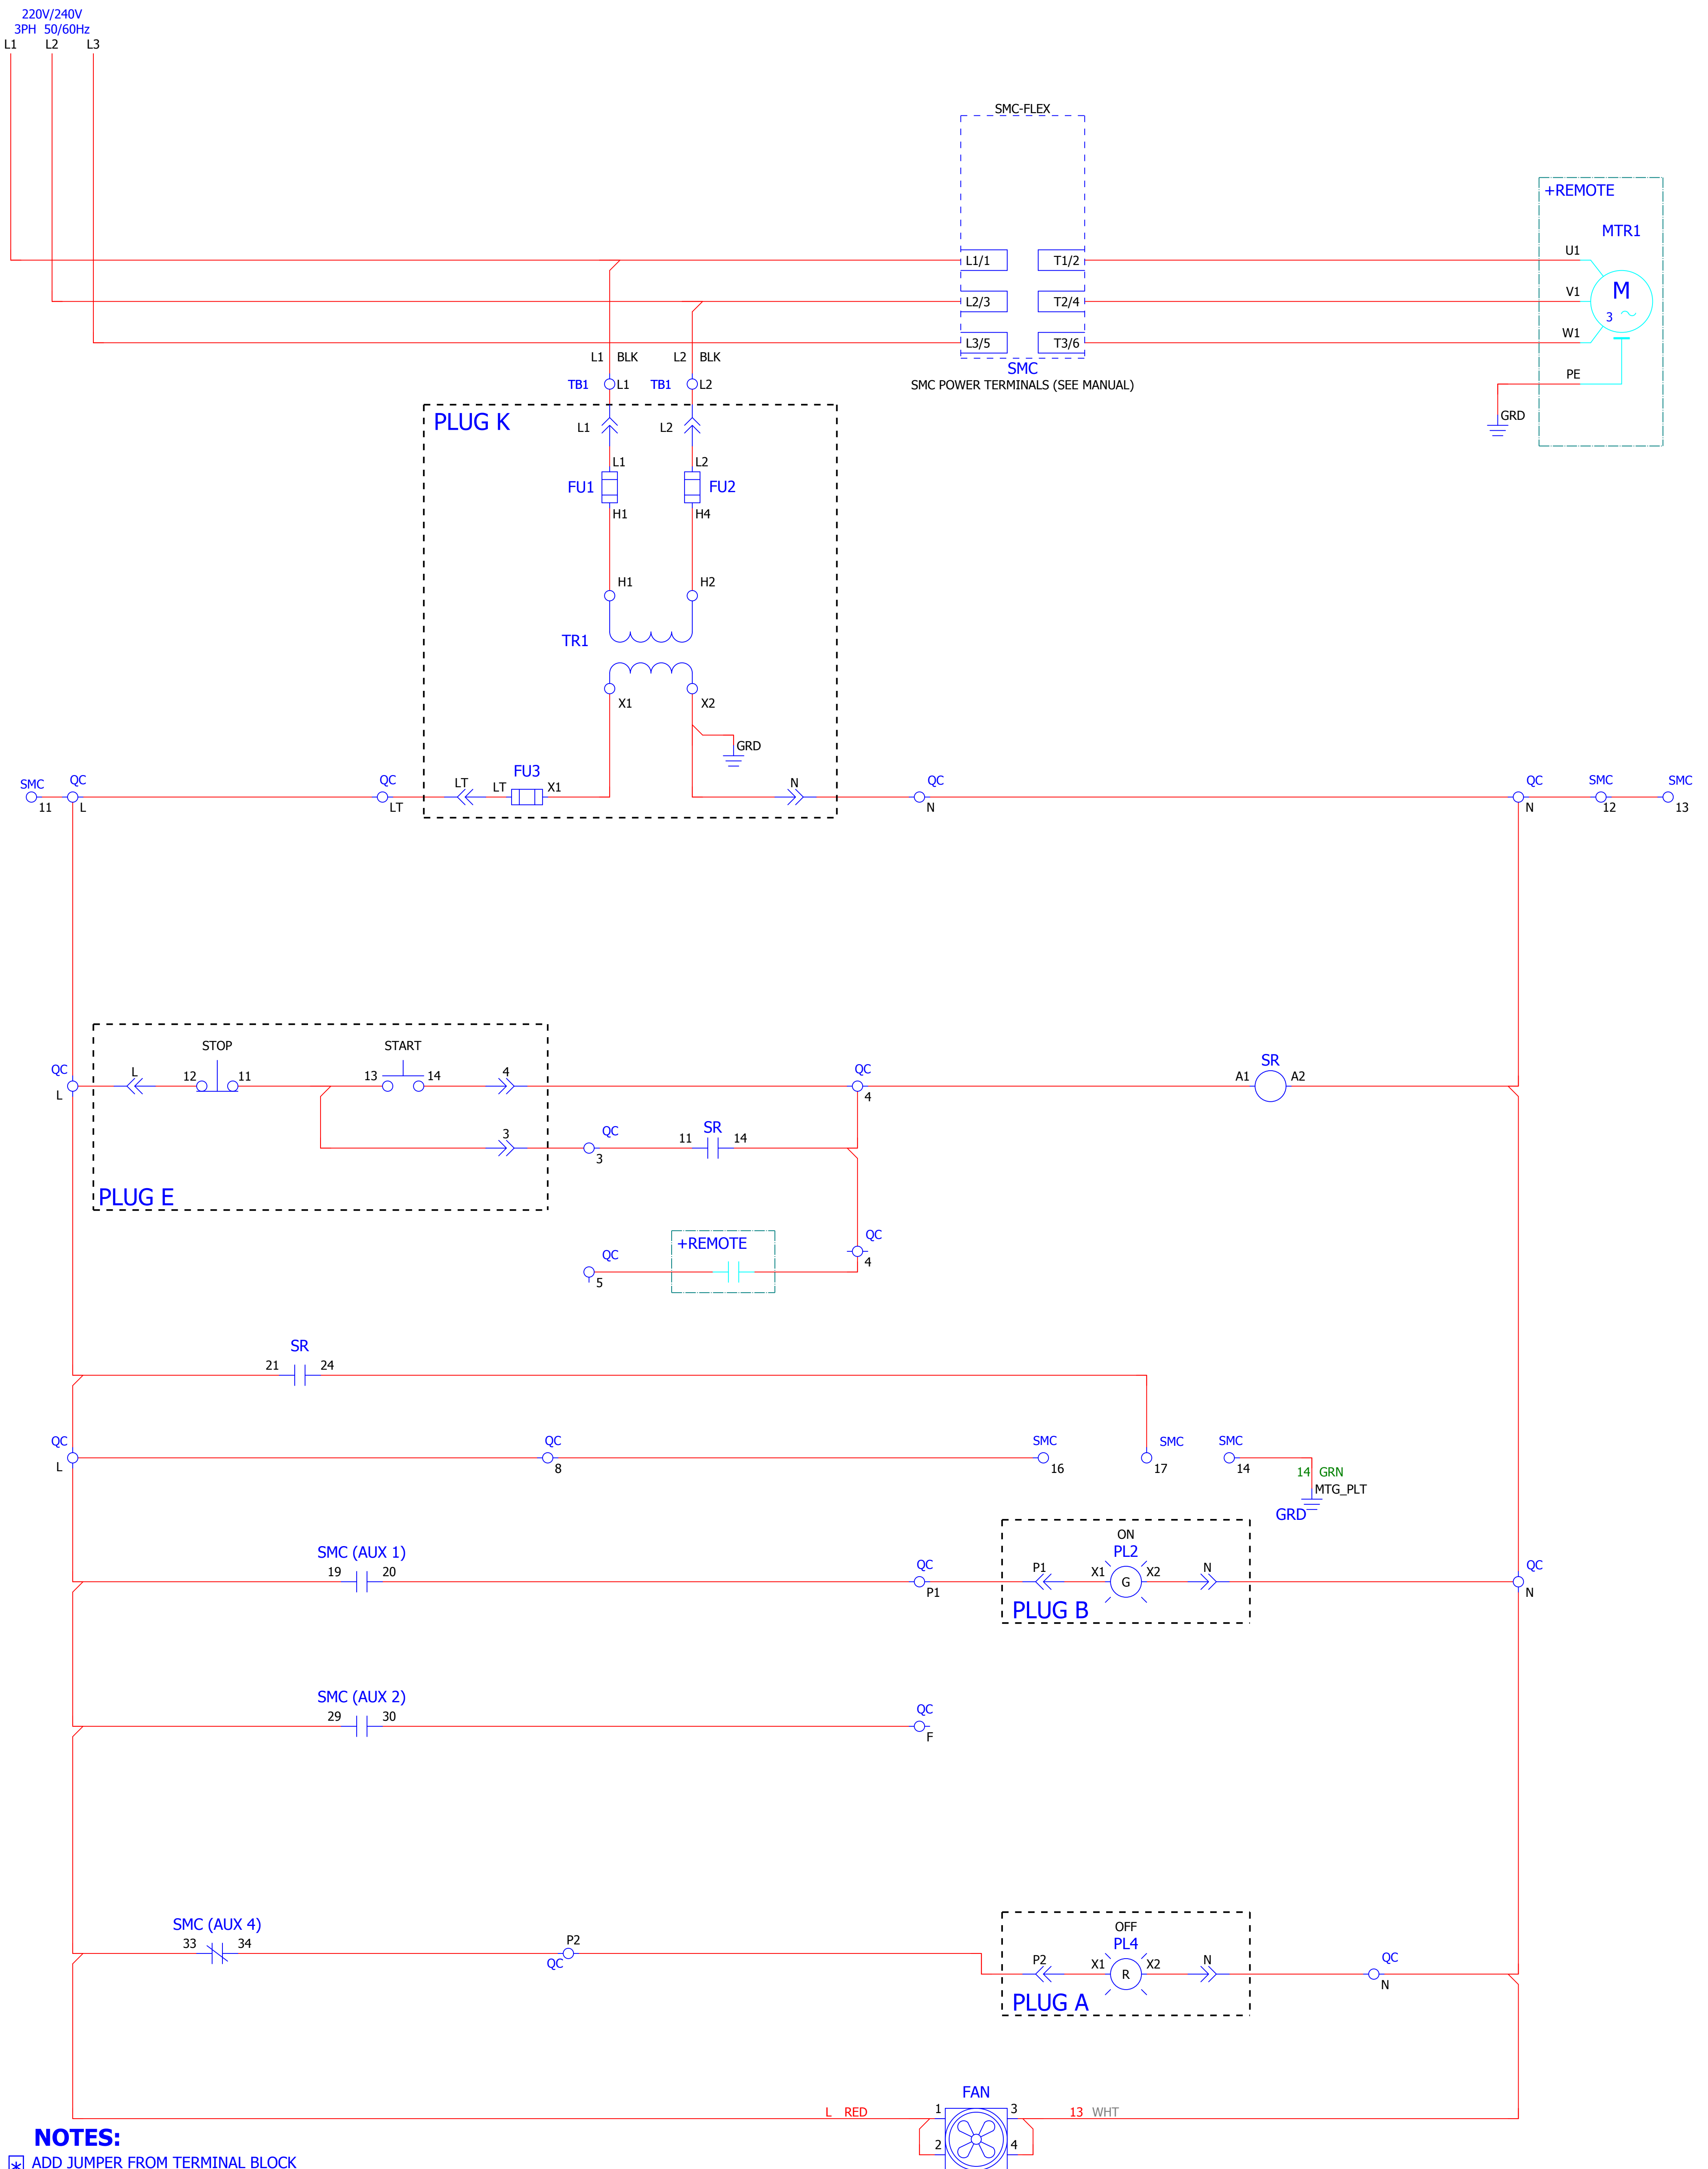 220V/240V
3PH 50/60Hz
L1 L2 L3
SMC-FLEX
+REMOTE
MTR1
L1/1 T1/2 U1
L2/3 T2/4 V1 M
3
L3/5 T3/6 W1
SMC
SMC POWER TERMINALS (SEE MANUAL)
PE
GRD
L1 BLK L2 BLK
TB1 L1 TB1 L2
PLUG K
L1 L2
L1 L2
FU1 FU2
H1 H4
H1 H2
TR1
X1 X2
GRD
SMC QC QC LT LT FU3 X1 N QC QC SMC SMC
11 L LT N N 12 13
STOP START SR
QC L 12 11 13 14 4 QC A1 A2
L 4
3 QC 11 SR 14
3
PLUG E
+REMOTE
QC QC
5 4
SR
21 24
QC QC SMC SMC SMC
L 8 16 17 14
14 GRN
MTG_PLT
GRD
ON
SMC (AUX 1) PL2
19 20 QC P1 X1 G X2 N QC
P1 N
PLUG B
SMC (AUX 2)
29 30 QC
F
OFF
SMC (AUX 4) PL4
33 34 P2
QC
P2 X1 R X2 N QC
N
PLUG A
FAN
L RED 1 3 13 WHT
2 4
NOTES:
* ADD JUMPER FROM TERMINAL BLOCK